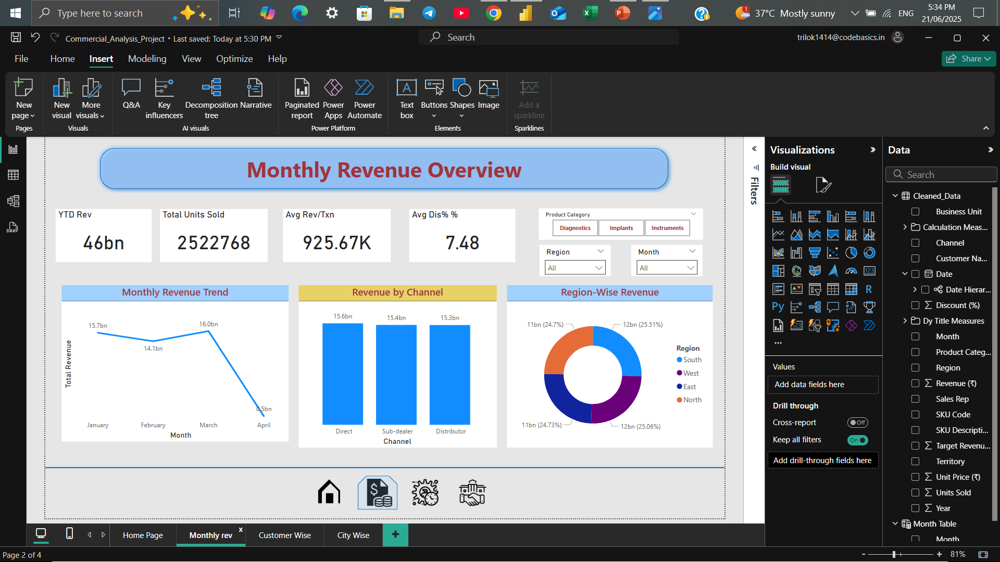 Type here to search
37°C Mostly sunny
ENG
5:34 PM
21/06/2025
Commercial_Analysis_Project • Last saved: Today at 5:30 PM
Search
trilok1414@codebasics.in
File Home Insert Modeling View Optimize Help
Share
New page
Pages
New visual
More visuals
Visuals
Q&A
Key influencers
Decomposition tree
Narrative
AI visuals
Paginated report
Power Apps
Power Automate
Power Platform
Text box
Buttons
Shapes
Image
Elements
Add a sparkline
Sparklines
Monthly Revenue Overview
YTD Rev
46bn
Total Units Sold
2522768
Avg Rev/Txn
925.67K
Avg Dis% %
7.48
Product Category
Diagnostics Implants Instruments
Region
All
Month
All
Monthly Revenue Trend
Total Revenue
15.7bn
14.1bn
16.0bn
0.5bn
January February March April
Month
Revenue by Channel
15.6bn 15.4bn 15.3bn
Direct Sub-dealer Distributor
Channel
Region-Wise Revenue
11bn (24.7%)
12bn (25.51%)
11bn (24.73%)
12bn (25.06%)
Region
South
West
East
North
Filters
Visualizations
Build visual
123
R
Py
123
Values
Add data fields here
Drill through
Cross-report
Off
Keep all filters
On
Add drill-through fields here
Data
Search
Cleaned_Data
Business Unit
Calculation Meas...
Channel
Customer Na...
Date
Date Hierar...
Discount (%)
Dy Title Measures
Month
Product Categ...
Region
Revenue (₹)
Sales Rep
SKU Code
SKU Descripti...
Target Revenu...
Territory
Unit Price (₹)
Units Sold
Year
Month Table
Month
Home Page Monthly rev x Customer Wise City Wise +
Page 2 of 4
- + 81%